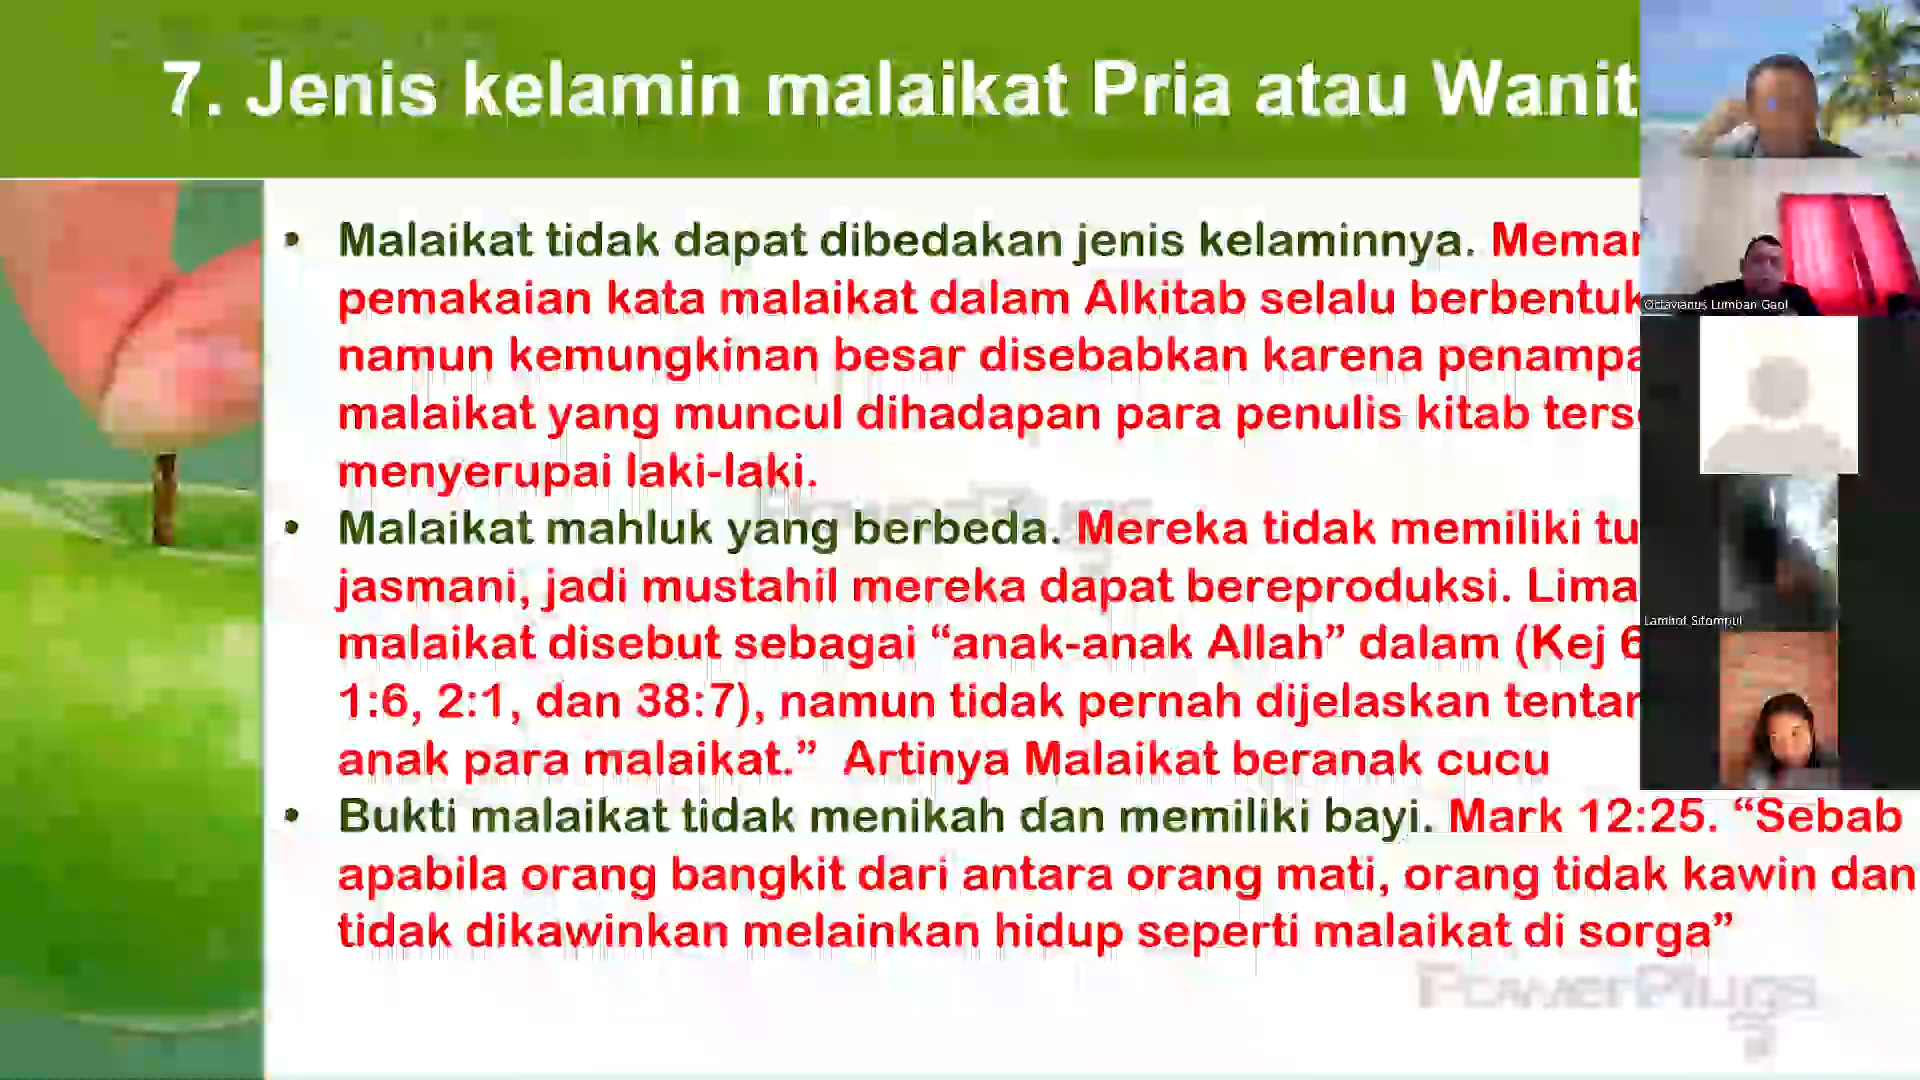 7. Jenis kelamin malaikat Pria atau Wanit
• Malaikat tidak dapat dibedakan jenis kelaminnya.
pemakaian kata malaikat dalam Alkitab selalu berbentuk
namun kemungkinan besar disebabkan karena penampa
malaikat yang muncul dihadapan para penulis kitab ters
menyerupai laki-laki.
• Malaikat mahluk yang berbeda. Mereka tidak memiliki tu
jasmani, jadi mustahil mereka dapat bereproduksi. Lima
malaikat disebut sebagai “anak-anak Allah” dalam (Kej 6
1:6, 2:1, dan 38:7), namun tidak pernah dijelaskan tentan
anak para malaikat.” Artinya Malaikat beranak cucu
• Bukti malaikat tidak menikah dan memiliki bayi. Mark 12:25. “Sebab
apabila orang bangkit dari antara orang mati, orang tidak kawin dan
tidak dikawinkan melainkan hidup seperti malaikat di sorga”
Octavianus Lumban Gaol
Lamhot Sitompul
PowerPlugs